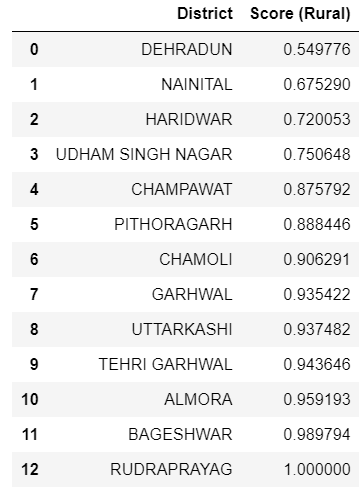 District Score (Rural)
0 DEHRADUN 0.549776
1 NAINITAL 0.675290
2 HARIDWAR 0.720053
3 UDHAM SINGH NAGAR 0.750648
4 CHAMPAWAT 0.875792
5 PITHORAGARH 0.888446
6 CHAMOLI 0.906291
7 GARHWAL 0.935422
8 UTTARKASHI 0.937482
9 TEHRI GARHWAL 0.943646
10 ALMORA 0.959193
11 BAGESHWAR 0.989794
12 RUDRAPRAYAG 1.000000